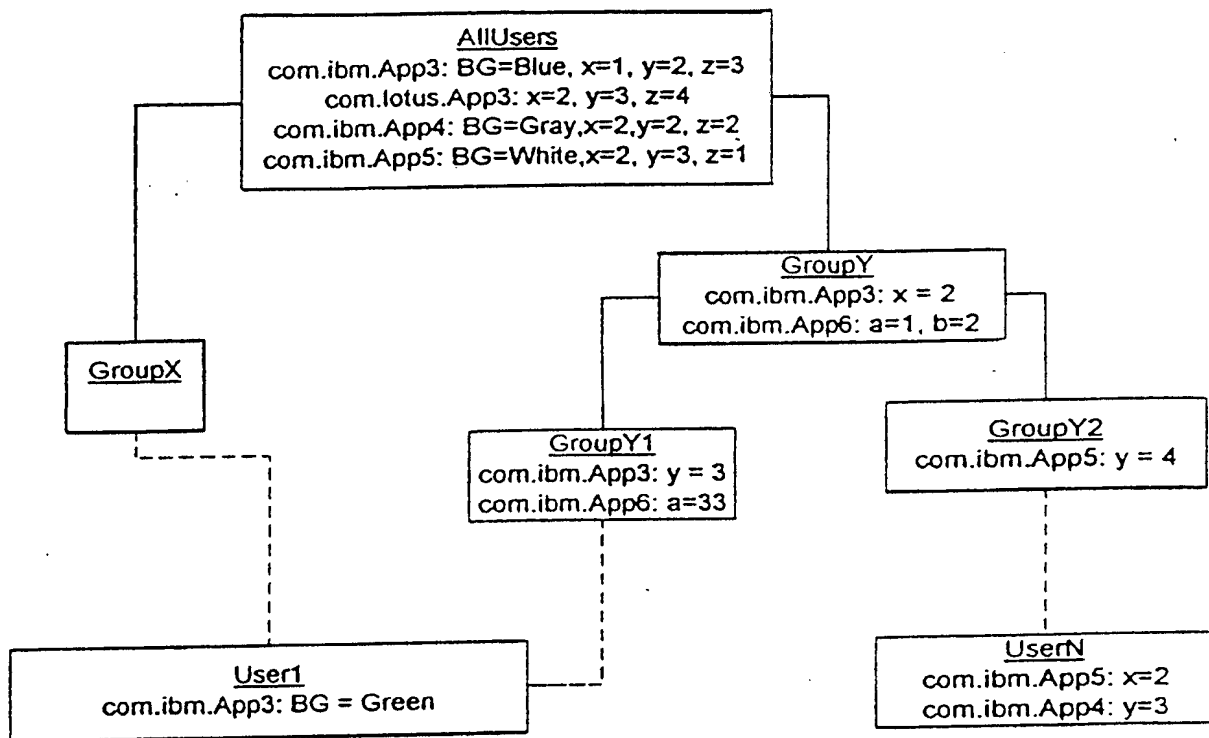 AllUsers
com.ibm.App3: BG=Blue, x=1, y=2, z=3
com.lotus.App3: x=2, y=3, z=4
com.ibm.App4: BG=Gray,x=2,y=2, z=2
com.ibm.App5: BG=White,x=2, y=3, z=1
GroupY
com.ibm.App3: x = 2
com.ibm.App6: a=1, b=2
GroupX
GroupY1
com.ibm.App3: y = 3
com.ibm.App6: a=33
GroupY2
com.ibm.App5: y = 4
User1
com.ibm.App3: BG = Green
UserN
com.ibm.App5: x=2
com.ibm.App4: y=3